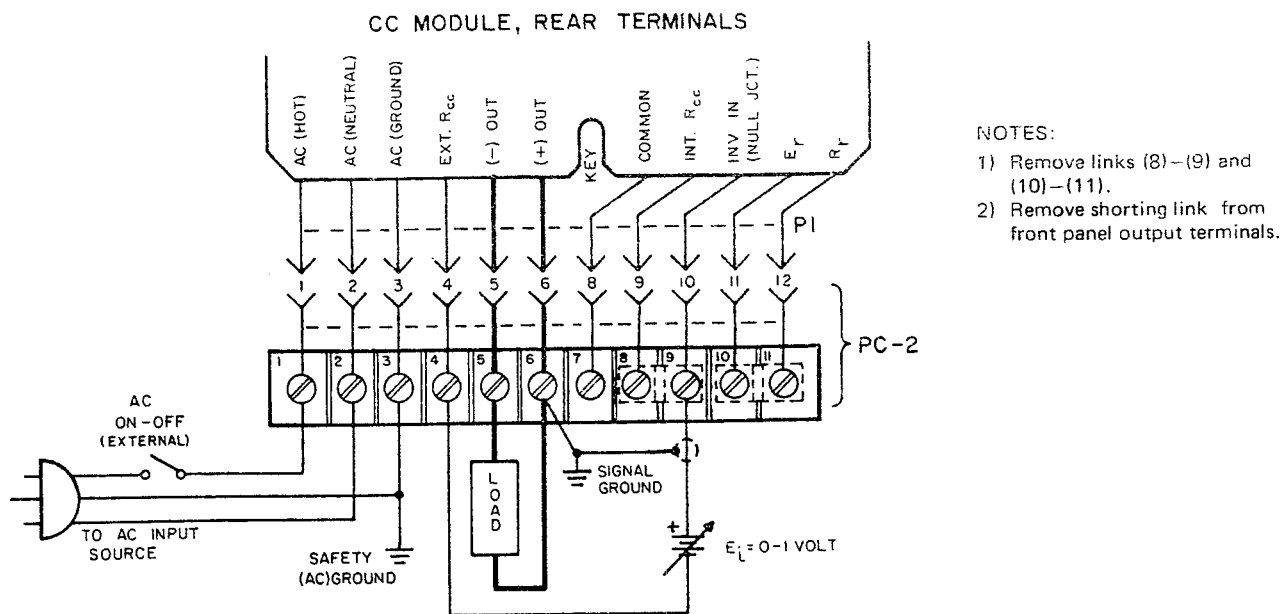 CC MODULE, REAR TERMINALS
AC (HOT)
AC (NEUTRAL)
AC (GROUND)
EXT. Rcc
(-) OUT
(+) OUT
KEY
COMMON
INT. Rcc
INV IN
(NULL JCT.)
Er
Rr
P1
1 2 3 4 5 6 8 9 10 11 12
PC-2
1 2 3 4 5 6 7 8 9 10 11
AC
ON-OFF
(EXTERNAL)
TO AC INPUT
SOURCE
SAFETY
(AC)GROUND
LOAD
SIGNAL
GROUND
+
Ei = 0-1 VOLT
NOTES:
1) Remove links (8)-(9) and
(10)-(11).
2) Remove shorting link from
front panel output terminals.